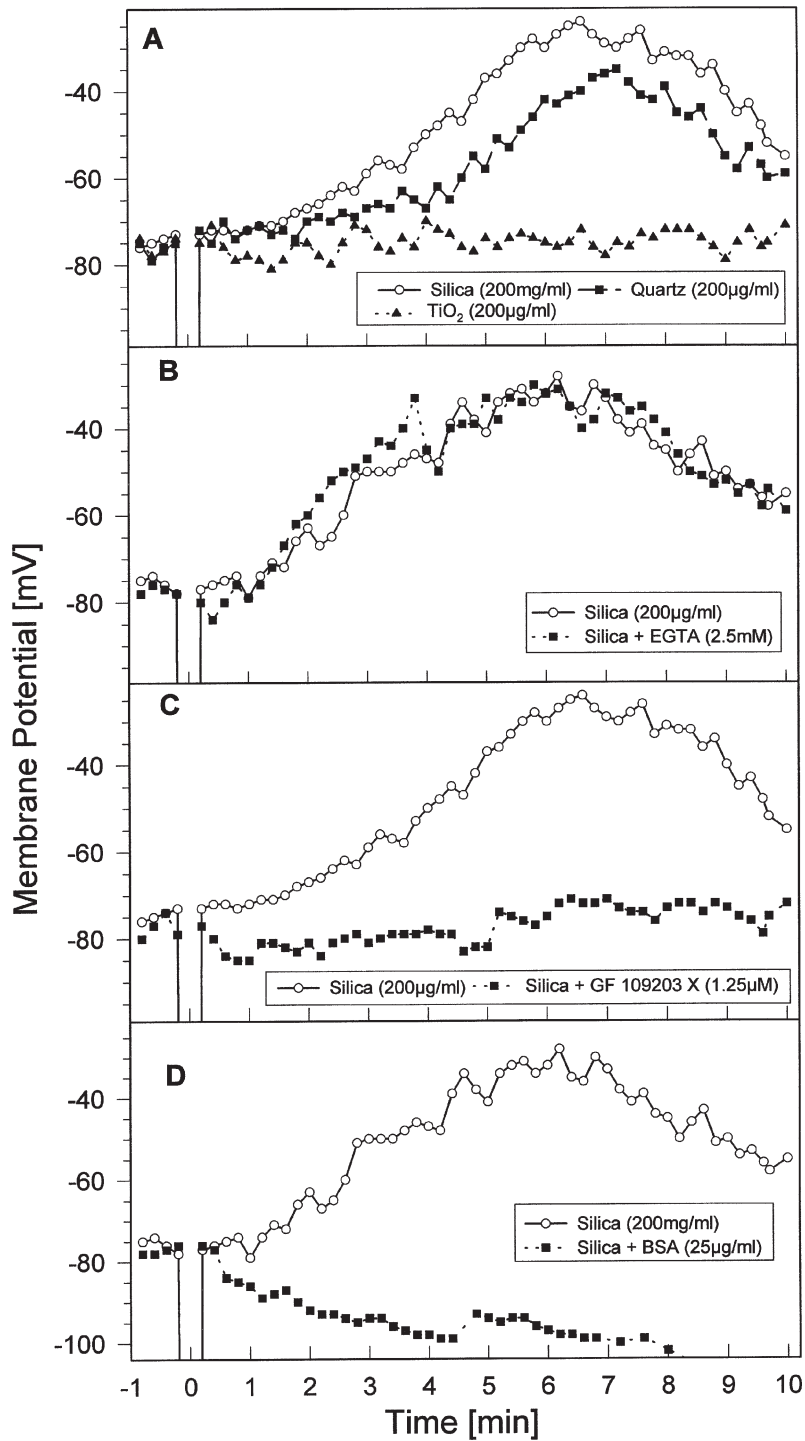 A
-40
-60
-80
Silica (200mg/ml) Quartz (200µg/ml)
TiO₂ (200µg/ml)
B
-40
-60
-80
Silica (200µg/ml)
Silica + EGTA (2.5mM)
C
-40
-60
-80
Silica (200µg/ml) Silica + GF 109203 X (1.25µM)
D
-40
-60
-80
-100
Silica (200mg/ml)
Silica + BSA (25µg/ml)
-1 0 1 2 3 4 5 6 7 8 9 10
Time [min]
Membrane Potential [mV]